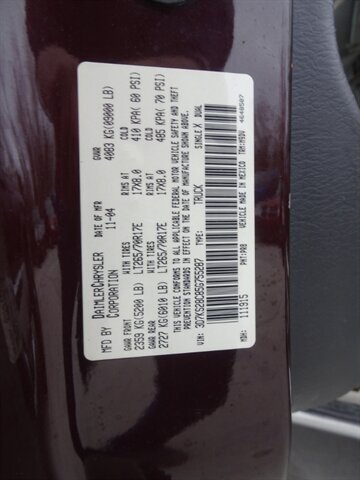 MFD BY DAIMLERCHRYSLER CORPORATION
DATE OF MFR 11-04
GVWR 4083 KG(09000 LB)
GAWR FRONT WITH TIRES RIMS AT COLD
2359 KG(5200 LB) LT265/70R17E 17X8.0 410 KPA( 60 PSI)
GAWR REAR WITH TIRES RIMS AT COLD
2727 KG(6010 LB) LT265/70R17E 17X8.0 485 KPA( 70 PSI)
THIS VEHICLE CONFORMS TO ALL APPLICABLE FEDERAL MOTOR VEHICLE SAFETY AND THEFT
PREVENTION STANDARDS IN EFFECT ON THE DATE OF MANUFACTURE SHOWN ABOVE.
VIN: 3D7KS28C85G755287 TRUCK SINGLE X DUAL
MDH: 111915 PNT: VEHICLE MADE IN MEXICO 4648507